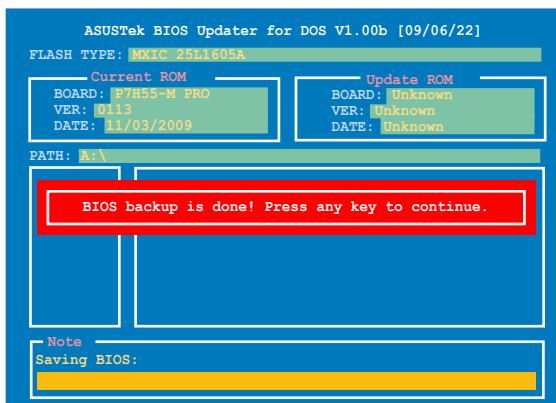 ASUSTek BIOS Updater for DOS V1.00b [09/06/22]
FLASH TYPE: MXIC 25L1605A
Current ROM
BOARD: P7H55-M PRO
VER: 0113
DATE: 11/03/2009
Update ROM
BOARD: Unknown
VER: Unknown
DATE: Unknown
PATH: A:\
BIOS backup is done! Press any key to continue.
Note
Saving BIOS: